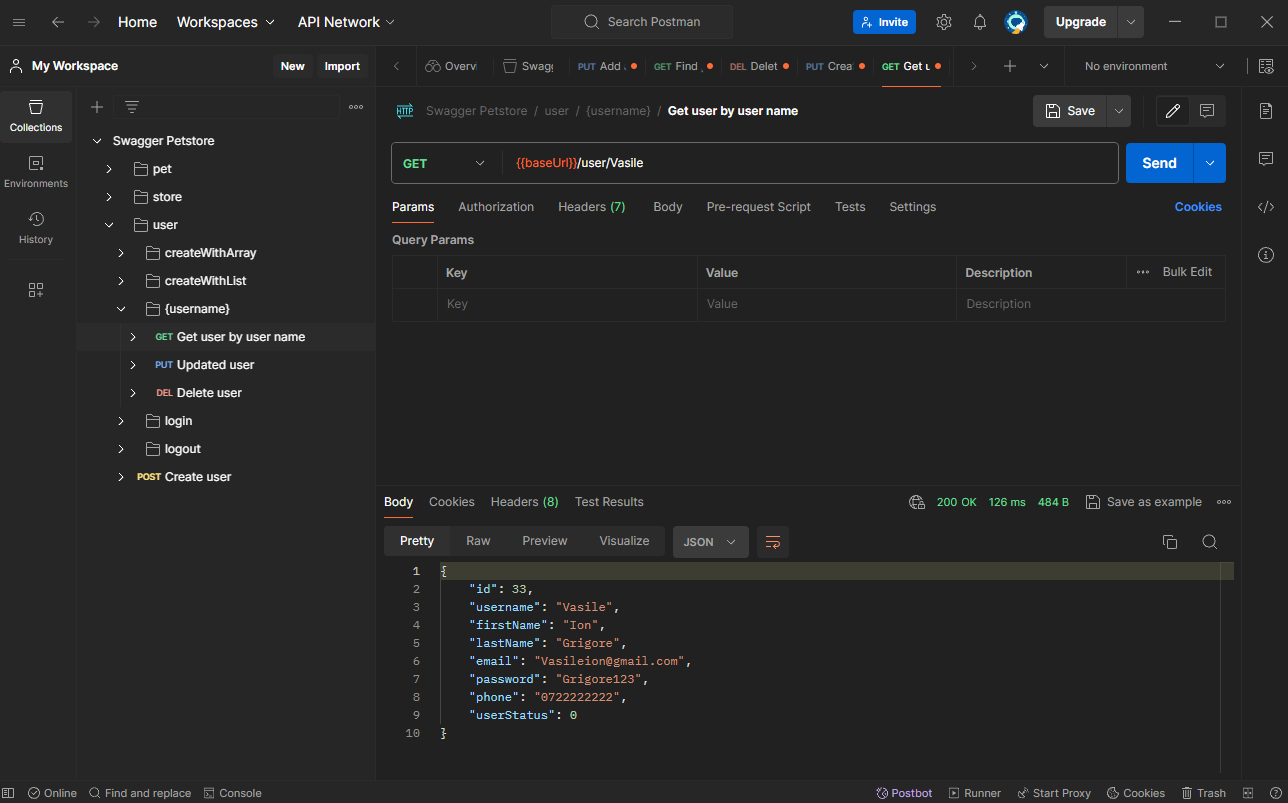 Home Workspaces API Network Search Postman Invite Upgrade
My Workspace New Import Overvi Swagg PUT Add GET Find DEL Delet PUT Creat GET Get u No environment
Collections
Environments
History
Swagger Petstore
pet
store
user
createWithArray
createWithList
{username}
GET Get user by user name
PUT Updated user
DEL Delete user
login
logout
POST Create user
HTTP Swagger Petstore / user / {username} / Get user by user name Save
GET {{baseUrl}}/user/Vasile Send
Params Authorization Headers (7) Body Pre-request Script Tests Settings Cookies
Query Params
Key Value Description Bulk Edit
Key Value Description
Body Cookies Headers (8) Test Results 200 OK 126 ms 484 B Save as example
Pretty Raw Preview Visualize JSON
1 {
2 "id": 33,
3 "username": "Vasile",
4 "firstName": "Ion",
5 "lastName": "Grigore",
6 "email": "Vasileion@gmail.com",
7 "password": "Grigore123",
8 "phone": "0722222222",
9 "userStatus": 0
10 }
Online Find and replace Console Postbot Runner Start Proxy Cookies Trash